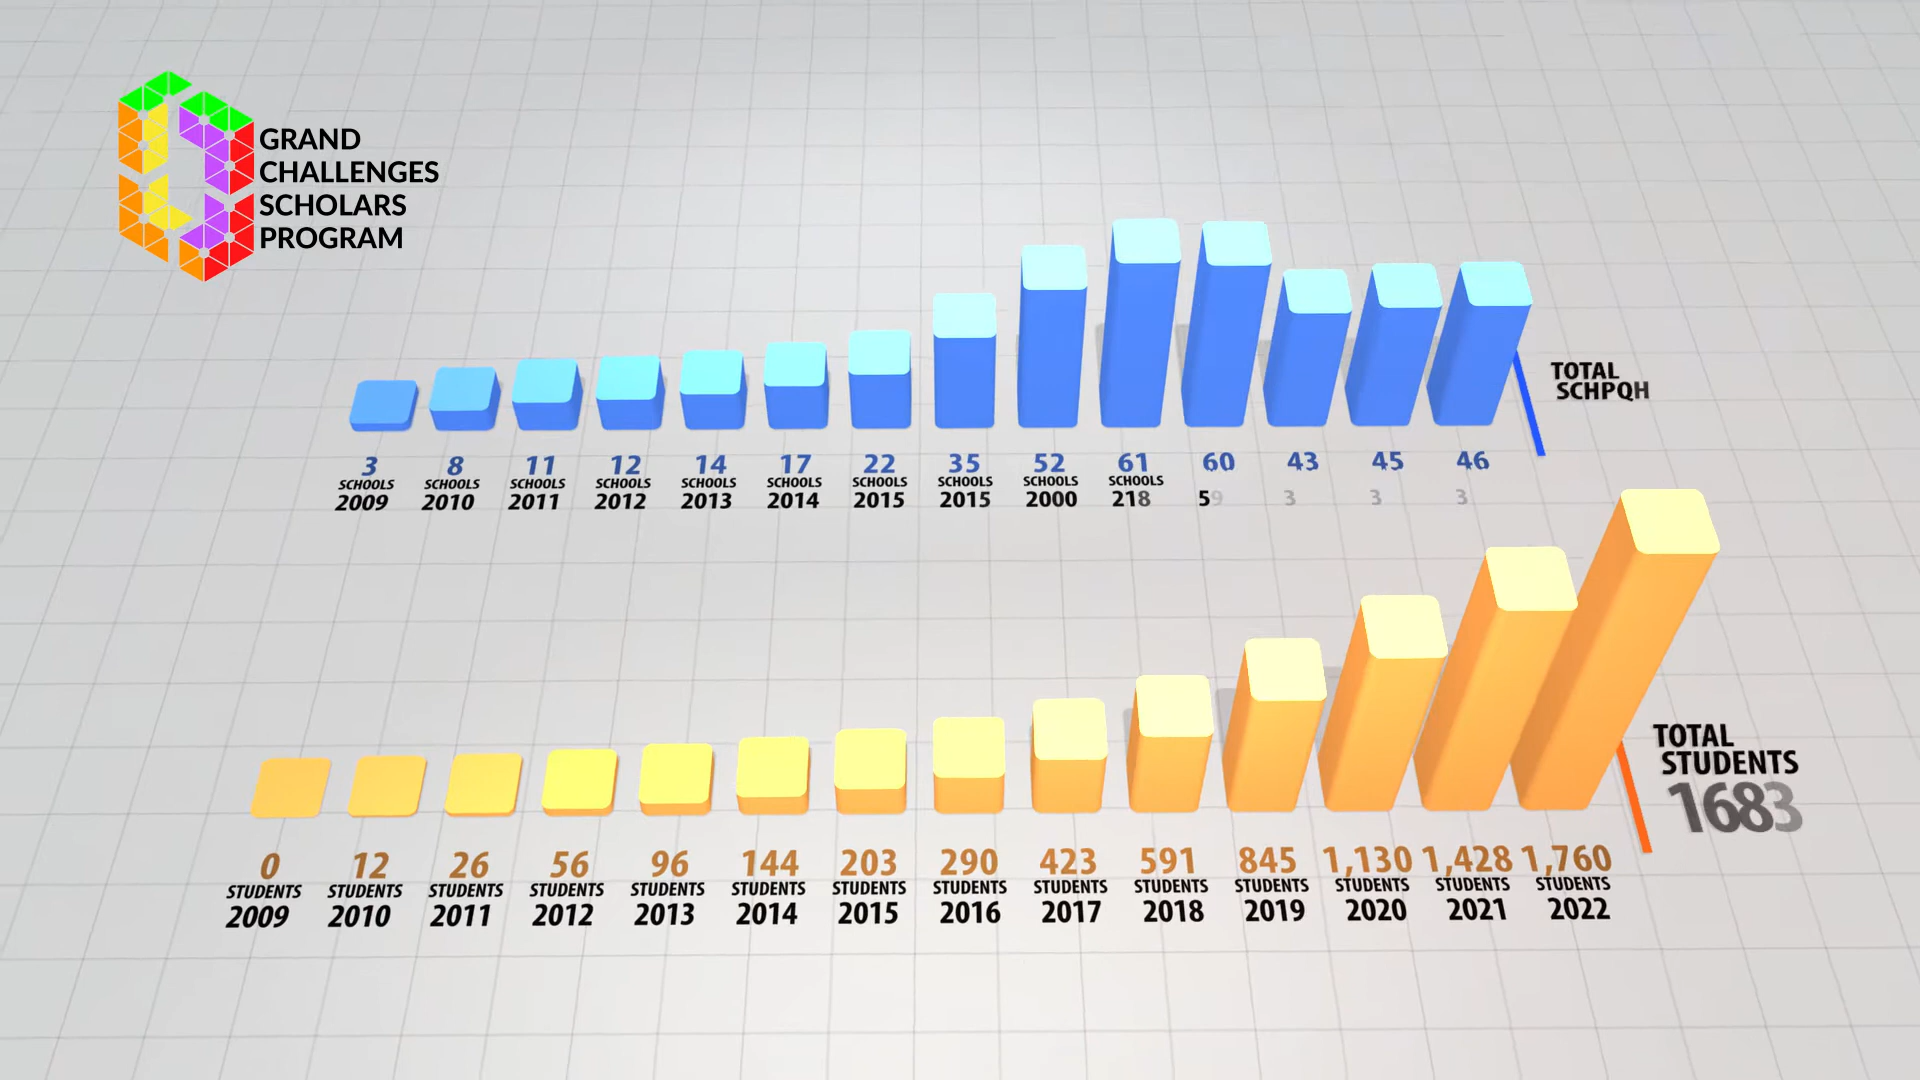 GRAND
CHALLENGES
SCHOLARS
PROGRAM
TOTAL
SCHPQH
3 8 11 12 14 17 22 35 52 61 60 43 45 46
SCHOOLS SCHOOLS SCHOOLS SCHOOLS SCHOOLS SCHOOLS SCHOOLS SCHOOLS SCHOOLS SCHOOLS
2009 2010 2011 2012 2013 2014 2015 2015 2000 218 59 3 3 3
TOTAL
STUDENTS
1683
0 12 26 56 96 144 203 290 423 591 845 1,130 1,428 1,760
STUDENTS STUDENTS STUDENTS STUDENTS STUDENTS STUDENTS STUDENTS STUDENTS STUDENTS STUDENTS STUDENTS STUDENTS STUDENTS STUDENTS
2009 2010 2011 2012 2013 2014 2015 2016 2017 2018 2019 2020 2021 2022